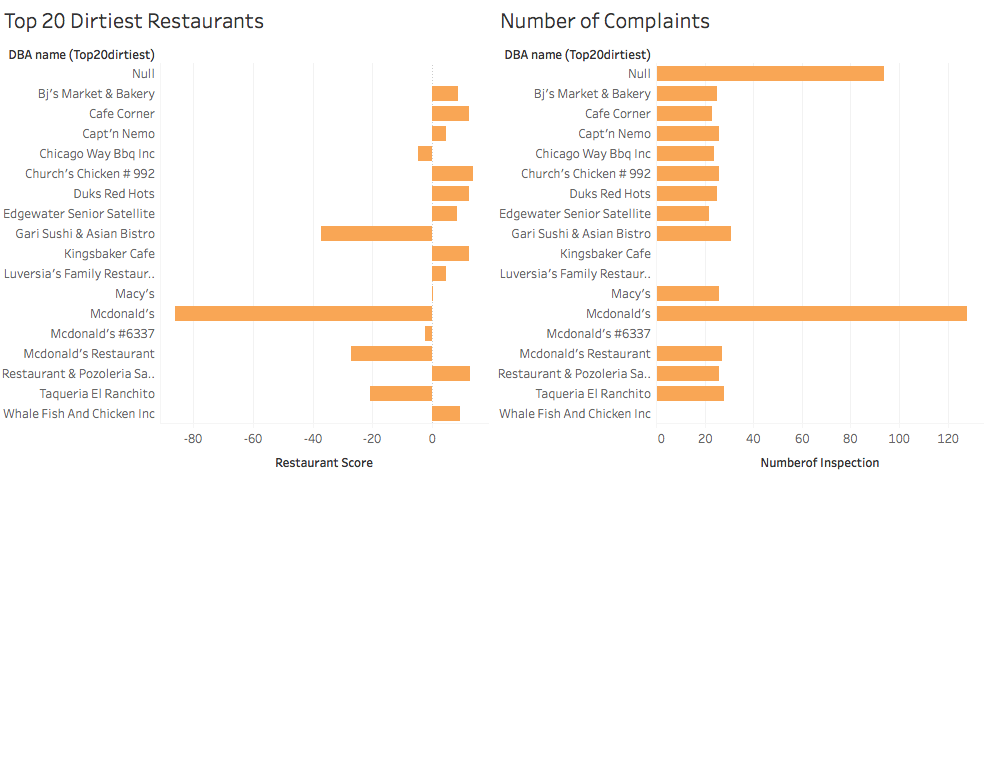 Top 20 Dirtiest Restaurants
DBA name (Top20dirtiest)
Null
Bj's Market & Bakery
Cafe Corner
Capt'n Nemo
Chicago Way Bbq Inc
Church's Chicken # 992
Duks Red Hots
Edgewater Senior Satellite
Gari Sushi & Asian Bistro
Kingsbaker Cafe
Luversia's Family Restaur..
Macy's
Mcdonald's
Mcdonald's #6337
Mcdonald's Restaurant
Restaurant & Pozoleria Sa..
Taqueria El Ranchito
Whale Fish And Chicken Inc
-80 -60 -40 -20 0
Restaurant Score
Number of Complaints
DBA name (Top20dirtiest)
Null
Bj's Market & Bakery
Cafe Corner
Capt'n Nemo
Chicago Way Bbq Inc
Church's Chicken # 992
Duks Red Hots
Edgewater Senior Satellite
Gari Sushi & Asian Bistro
Kingsbaker Cafe
Luversia's Family Restaur..
Macy's
Mcdonald's
Mcdonald's #6337
Mcdonald's Restaurant
Restaurant & Pozoleria Sa..
Taqueria El Ranchito
Whale Fish And Chicken Inc
0 20 40 60 80 100 120
Numberof Inspection